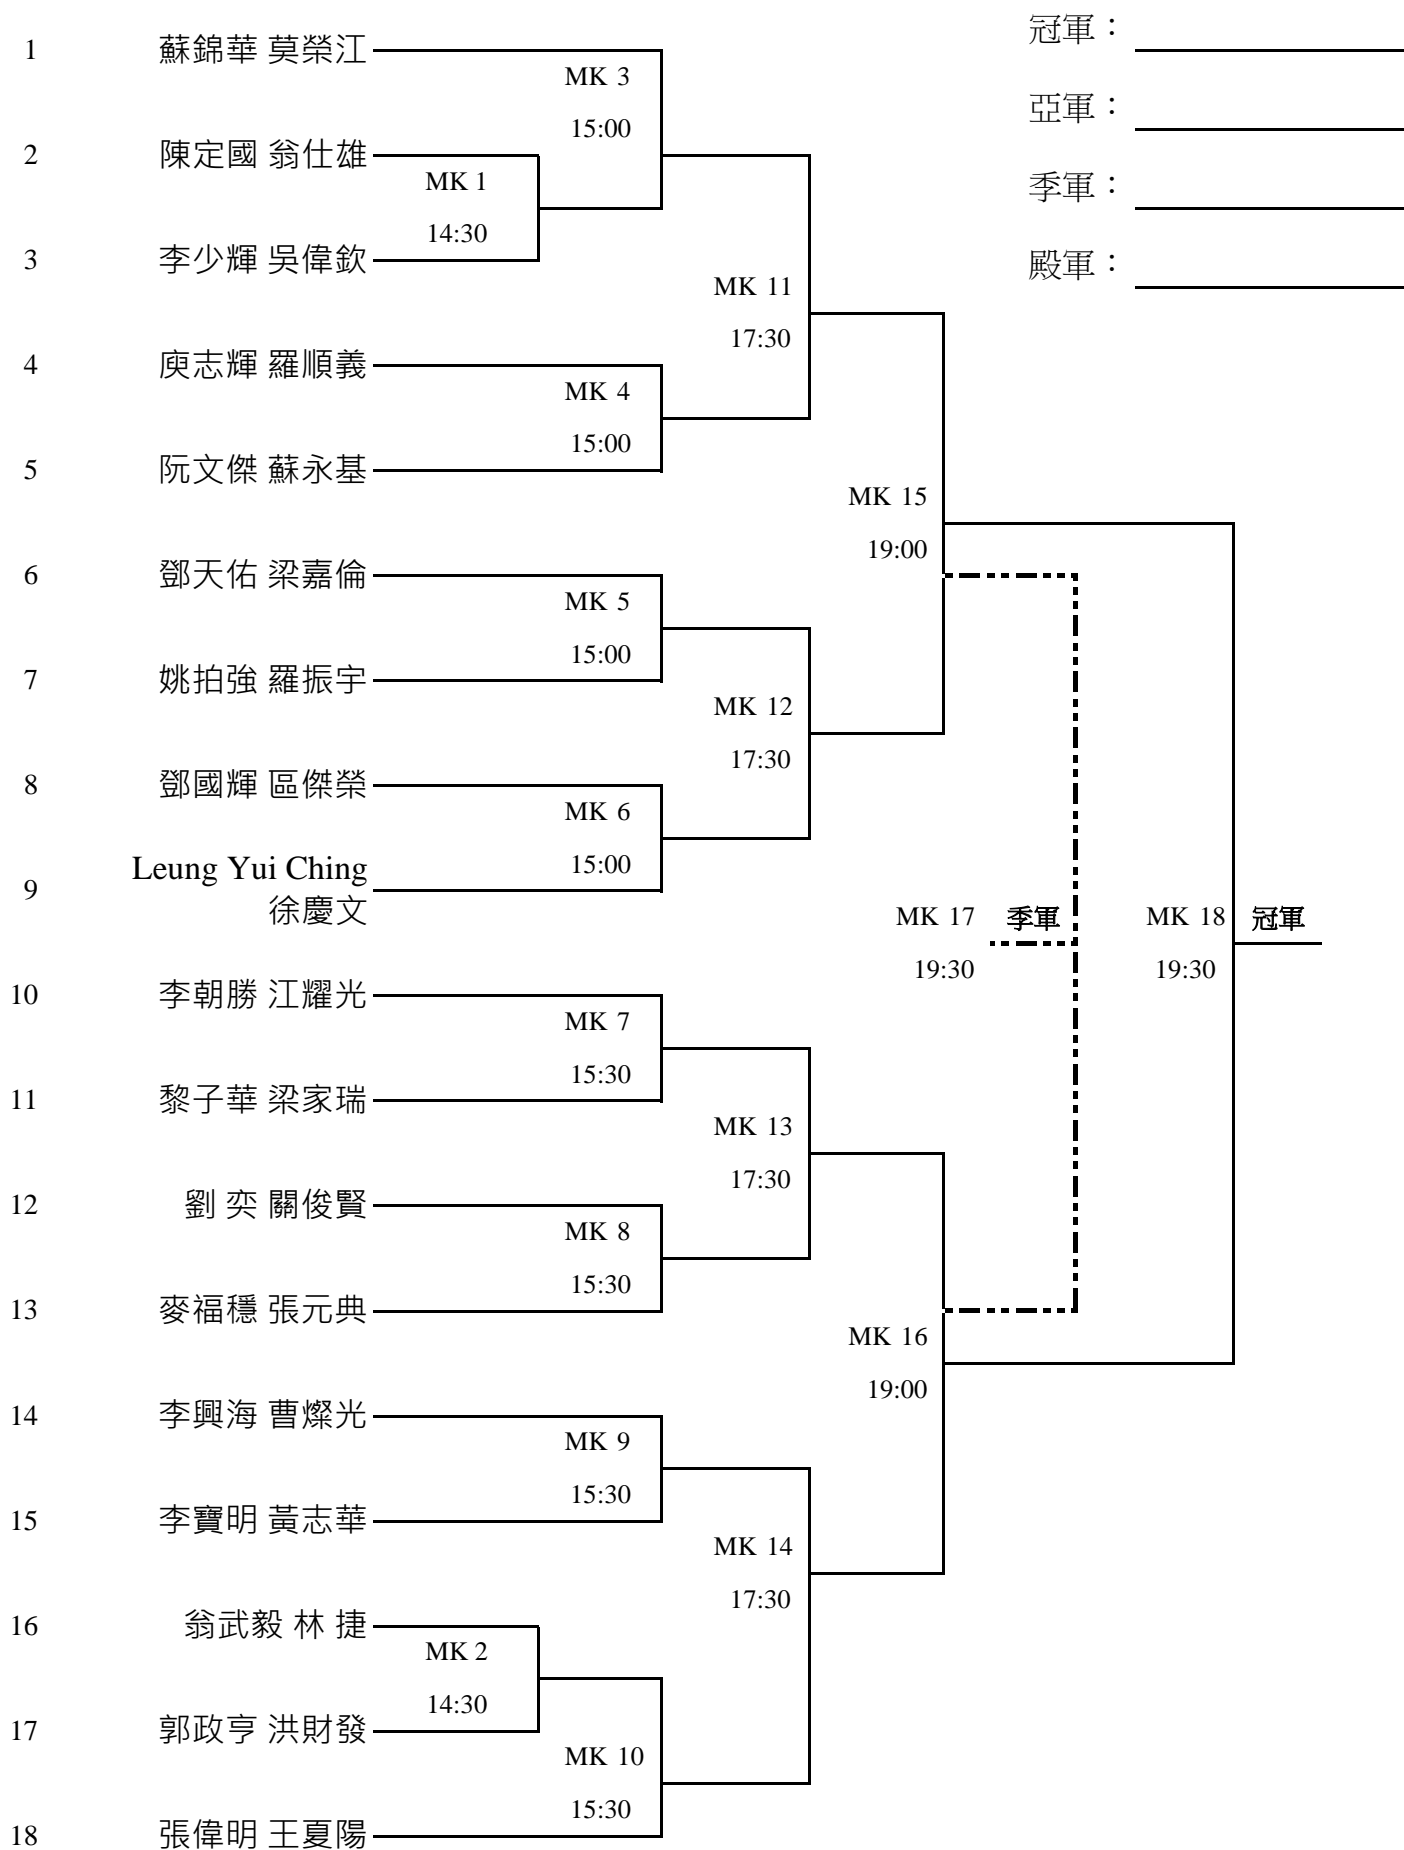 冠軍：
1 蘇錦華 莫榮江
MK 3
亞軍：
15:00
2 陳定國 翁仕雄
MK 1
季軍：
14:30
3 李少輝 吳偉欽
殿軍：
MK 11
17:30
4 庾志輝 羅順義
MK 4
15:00
5 阮文傑 蘇永基
MK 15
19:00
6 鄧天佑 梁嘉倫
MK 5
15:00
7 姚拍強 羅振宇
MK 12
17:30
8 鄧國輝 區傑榮
MK 6
15:00
9 Leung Yui Ching
徐慶文
MK 17 季軍 MK 18 冠軍
19:30 19:30
10 李朝勝 江耀光
MK 7
15:30
11 黎子華 梁家瑞
MK 13
17:30
12 劉 奕 關俊賢
MK 8
15:30
13 麥福穩 張元典
MK 16
19:00
14 李興海 曹燦光
MK 9
15:30
15 李寶明 黃志華
MK 14
17:30
16 翁武毅 林 捷
MK 2
14:30
17 郭政亨 洪財發
MK 10
15:30
18 張偉明 王夏陽